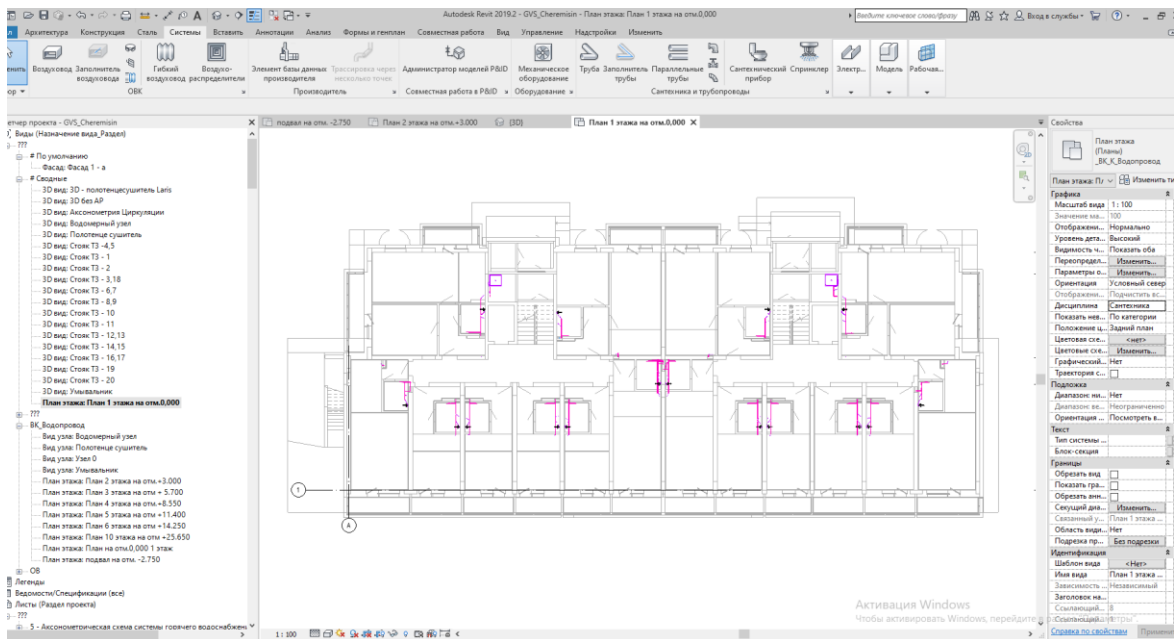 Autodesk Revit 2019.2 - GVS_Cheremisin - План этажа: План 1 этажа на отм.0,000
Введите ключевое слово/фразу
Вход в службы
Архитектура Конструкция Сталь Системы Вставить Аннотации Анализ Формы и генплан Совместная работа Вид Управление Надстройки Изменить
Воздуховод Заполнитель воздуховода Гибкий воздуховод Воздухо-распределители Элемент базы данных производителя Трассировка через несколько точек Администратор моделей P&ID Механическое оборудование Труба Заполнитель трубы Параллельные трубы Сантехнический прибор Спринклер Электр... Модель Рабочая...
ОВК Производитель Совместная работа в P&ID Оборудование Сантехника и трубопроводы
етчер проекта - GVS_Cheremisin
Виды (Назначение вида_Раздел)
???
# По умолчанию
Фасад: Фасад 1 - а
# Сводные
3D вид: 3D - полотенцесушитель Laris
3D вид: 3D без АР
3D вид: Аксонометрия Циркуляции
3D вид: Водомерный узел
3D вид: Полотенце сушитель
3D вид: Стояк Т3 -4,5
3D вид: Стояк Т3 - 1
3D вид: Стояк Т3 - 2
3D вид: Стояк Т3 - 3,18
3D вид: Стояк Т3 - 6,7
3D вид: Стояк Т3 - 8,9
3D вид: Стояк Т3 - 10
3D вид: Стояк Т3 - 11
3D вид: Стояк Т3 - 12,13
3D вид: Стояк Т3 - 14,15
3D вид: Стояк Т3 - 16,17
3D вид: Стояк Т3 - 19
3D вид: Стояк Т3 - 20
3D вид: Умывальник
План этажа: План 1 этажа на отм.0,000
???
ВК_Водопровод
Вид узла: Водомерный узел
Вид узла: Полотенце сушитель
Вид узла: Узел 0
Вид узла: Умывальник
План этажа: План 2 этажа на отм.+3.000
План этажа: План 3 этажа на отм + 5.700
План этажа: План 4 этажа на отм.+8.550
План этажа: План 5 этажа на отм +11.400
План этажа: План 6 этажа на отм +14.250
План этажа: План 10 этажа на отм +25.650
План этажа: План на отм.0,000 1 этаж
План этажа: подвал на отм. -2.750
ОВ
Легенды
Ведомости/Спецификации (все)
Листы (Раздел проекта)
???
5 - Аксонометрическая схема системы горячего водоснабжен
подвал на отм. -2.750
План 2 этажа на отм.+3.000
{3D}
План 1 этажа на отм.0,000
1
А
1 : 100
Активация Windows
Чтобы активировать Windows, перейдите в
Свойства
План этажа
(Планы)
_ВК_К_Водопровод
План этажа: Пл
Изменить ти
Графика
Масштаб вида 1 : 100
Значение ма... 100
Отображени... Нормально
Уровень дета... Высокий
Видимость ч... Показать оба
Переопредел... Изменить...
Параметры о... Изменить...
Ориентация Условный север
Отображени... Подчистить вс...
Дисциплина Сантехника
Показать нев... По категории
Положение ц... Задний план
Цветовая схе... <нет>
Цветовые схе... Изменить...
Графический... Нет
Траектория с...
Подложка
Диапазон: ни... Нет
Диапазон: ве... Неограниченно
Ориентация ... Посмотреть в...
Текст
Тип системы ...
Блок-секция
Границы
Обрезать вид
Показать гра...
Обрезать анн...
Секущий диа... Изменить...
Связанный у... План 1 этажа ...
Область види... Нет
Подрезка пр... Без подрезки
Идентификация
Шаблон вида <Нет>
Имя вида План 1 этажа ...
Зависимость ... Независимый
Заголовок на...
Ссылающий... 8
Справка по свойствам